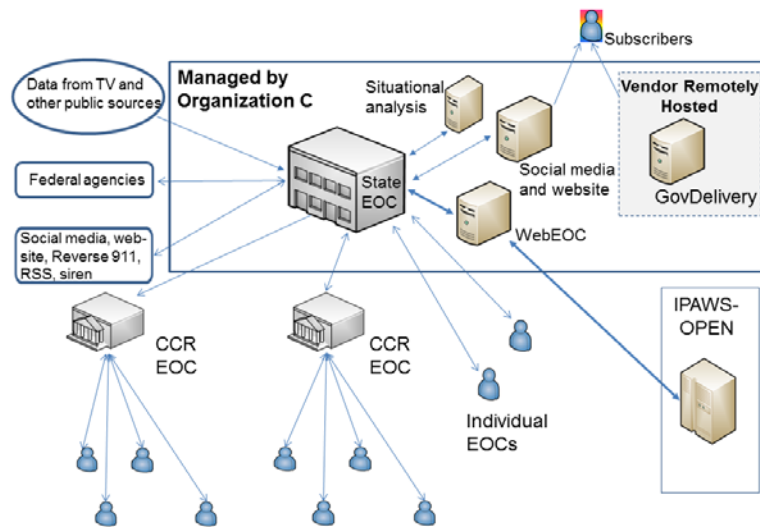 Subscribers
Data from TV and
other public sources
Managed by
Organization C
Situational
analysis
Vendor Remotely
Hosted
GovDelivery
Federal agencies
State
EOC
Social media
and website
WebEOC
Social media, web-
site, Reverse 911,
RSS, siren
CCR
EOC
CCR
EOC
Individual
EOCs
IPAWS-
OPEN